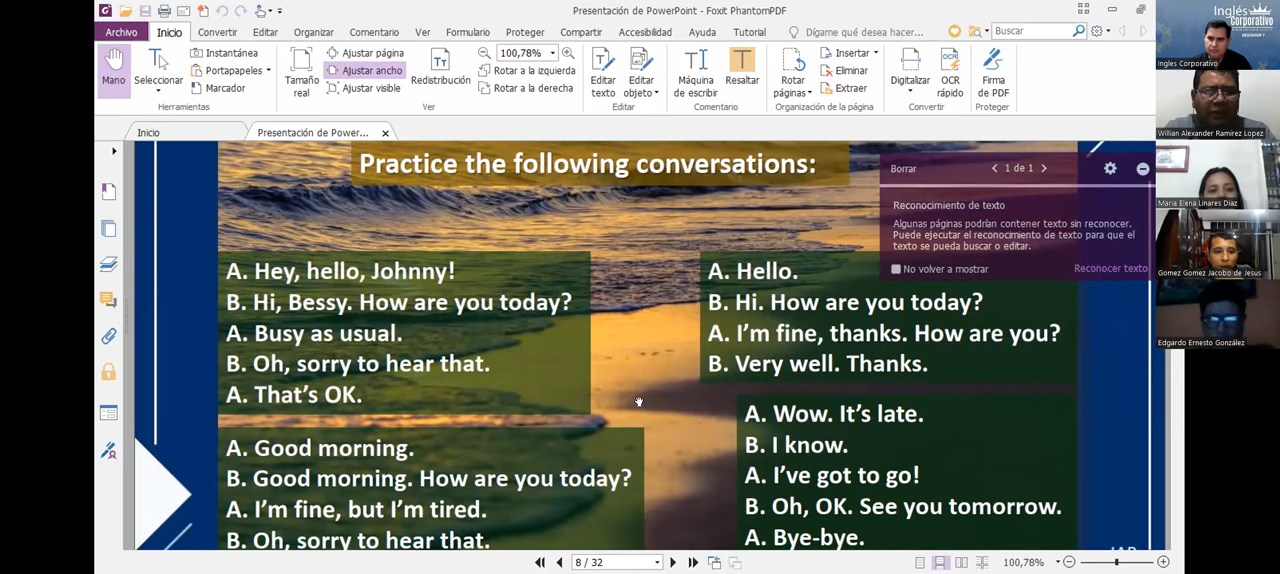 Presentación de PowerPoint - Foxit PhantomPDF
Archivo Inicio Convertir Editar Organizar Comentario Ver Formulario Proteger Compartir Accesibilidad Ayuda Tutorial Dígame qué desea hacer... Buscar
Mano
Seleccionar
Instantánea
Portapapeles
Marcador
Herramientas
Tamaño real
Ajustar página
Ajustar ancho
Ajustar visible
Redistribución
100,78%
Rotar a la izquierda
Rotar a la derecha
Ver
Editar texto
Editar objeto
Editar
Máquina de escribir
Resaltar
Comentario
Rotar páginas
Insertar
Eliminar
Extraer
Organización de la página
Digitalizar
OCR rápido
Convertir
Firma de PDF
Proteger
Inicio
Presentación de Power...
Practice the following conversations:
Borrar
1 de 1
Reconocimiento de texto
Algunas páginas podrían contener texto sin reconocer.
Puede ejecutar el reconocimiento de texto para que el
texto se pueda buscar o editar.
No volver a mostrar
Reconocer texto
A. Hey, hello, Johnny!
B. Hi, Bessy. How are you today?
A. Busy as usual.
B. Oh, sorry to hear that.
A. That's OK.
A. Hello.
B. Hi. How are you today?
A. I'm fine, thanks. How are you?
B. Very well. Thanks.
A. Good morning.
B. Good morning. How are you today?
A. I'm fine, but I'm tired.
B. Oh, sorry to hear that.
A. Wow. It's late.
B. I know.
A. I've got to go!
B. Oh, OK. See you tomorrow.
A. Bye-bye.
8 / 32
100,78%
Inglés
Corporativo
Ingles Corporativo
Willian Alexander Ramirez Lopez
Maria Elena Linares Diaz
Gomez Gomez Jacobo de Jesus
Edgardo Ernesto González